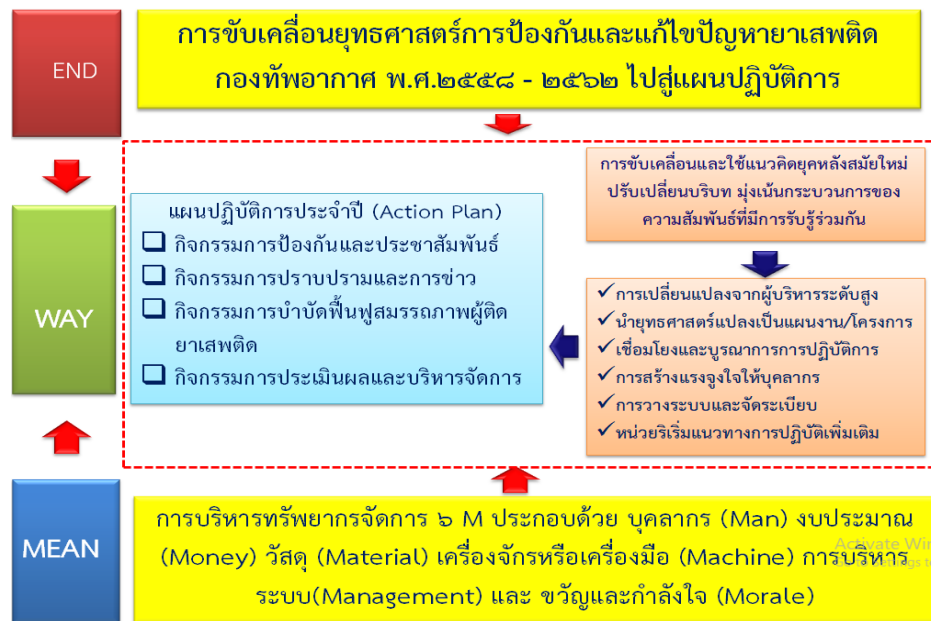 END
การขับเคลื่อนยุทธศาสตร์การป้องกันและแก้ไขปัญหายาเสพติด
กองทัพอากาศ พ.ศ.๒๕๕๘ - ๒๕๖๒ ไปสู่แผนปฏิบัติการ
WAY
การขับเคลื่อนและใช้แนวคิดยุคหลังสมัยใหม่
ปรับเปลี่ยนบริบท มุ่งเน้นกระบวนการของ
ความสัมพันธ์ที่มีการรับรู้ร่วมกัน
✓การเปลี่ยนแปลงจากผู้บริหารระดับสูง
✓นำยุทธศาสตร์แปลงเป็นแผนงาน/โครงการ
✓เชื่อมโยงและบูรณาการการปฏิบัติการ
✓การสร้างแรงจูงใจให้บุคลากร
✓การวางระบบและจัดระเบียบ
✓หน่วยริเริ่มแนวทางการปฏิบัติเพิ่มเติม
แผนปฏิบัติการประจำปี (Action Plan)
❑ กิจกรรมการป้องกันและประชาสัมพันธ์
❑ กิจกรรมการปราบปรามและการข่าว
❑ กิจกรรมการบำบัดฟื้นฟูสมรรถภาพผู้ติด
ยาเสพติด
❑ กิจกรรมการประเมินผลและบริหารจัดการ
MEAN
การบริหารทรัพยากรจัดการ ๖ M ประกอบด้วย บุคลากร (Man) งบประมาณ
(Money) วัสดุ (Material) เครื่องจักรหรือเครื่องมือ (Machine) การบริหาร
ระบบ(Management) และ ขวัญและกำลังใจ (Morale)
Activate Win